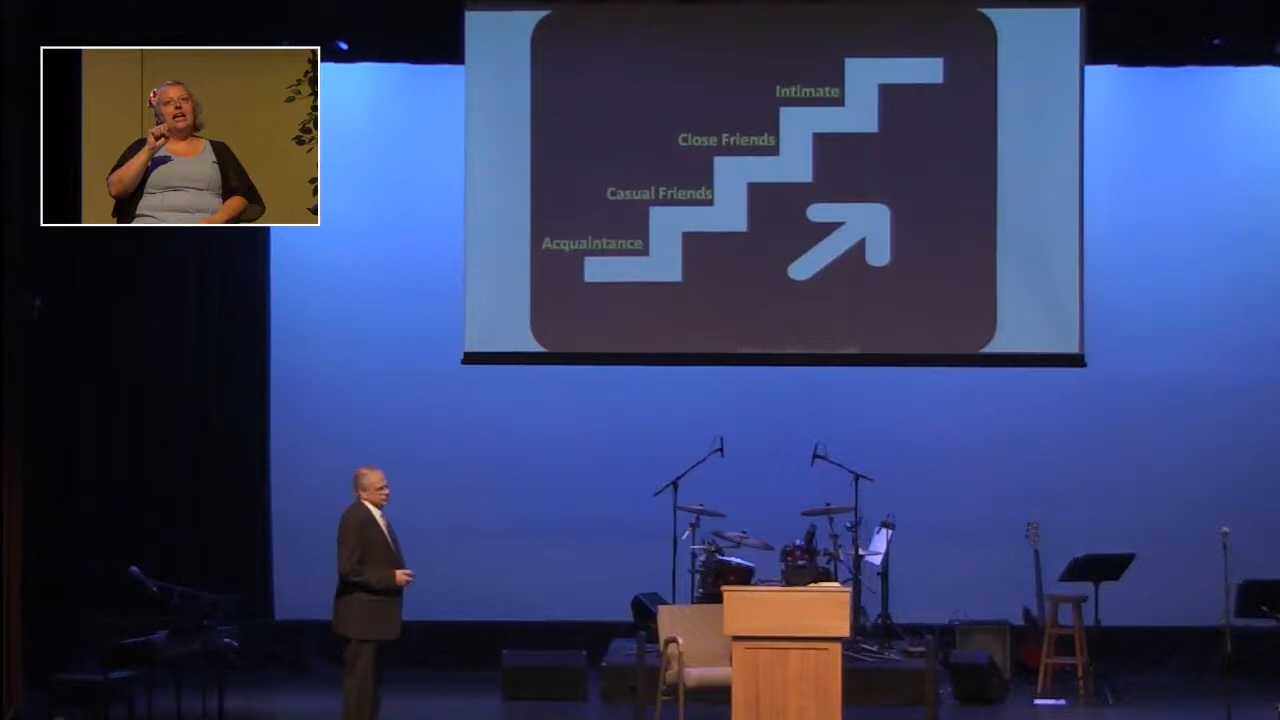 Intimate
Close Friends
Casual Friends
Acquaintance